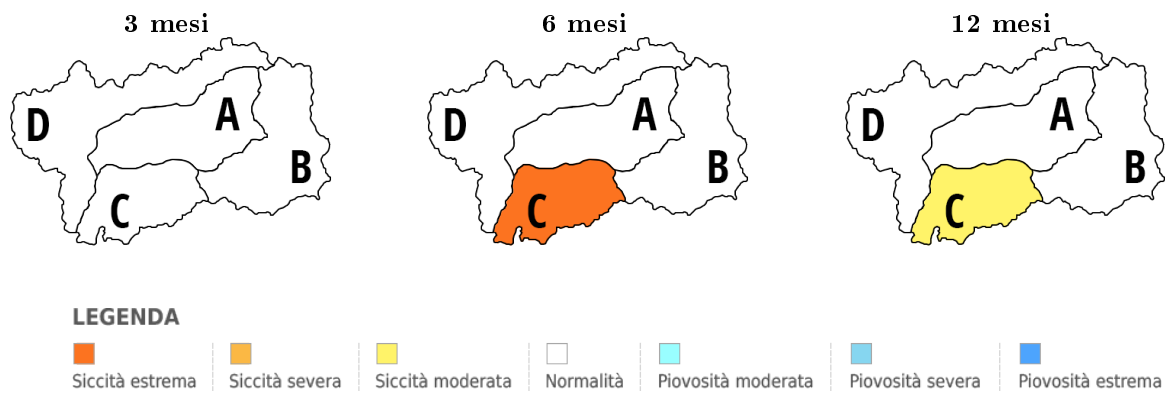 3 mesi 6 mesi 12 mesi
A A A
D D D
B B B
C C C
LEGENDA
Siccità estrema Siccità severa Siccità moderata Normalità Piovosità moderata Piovosità severa Piovosità estrema